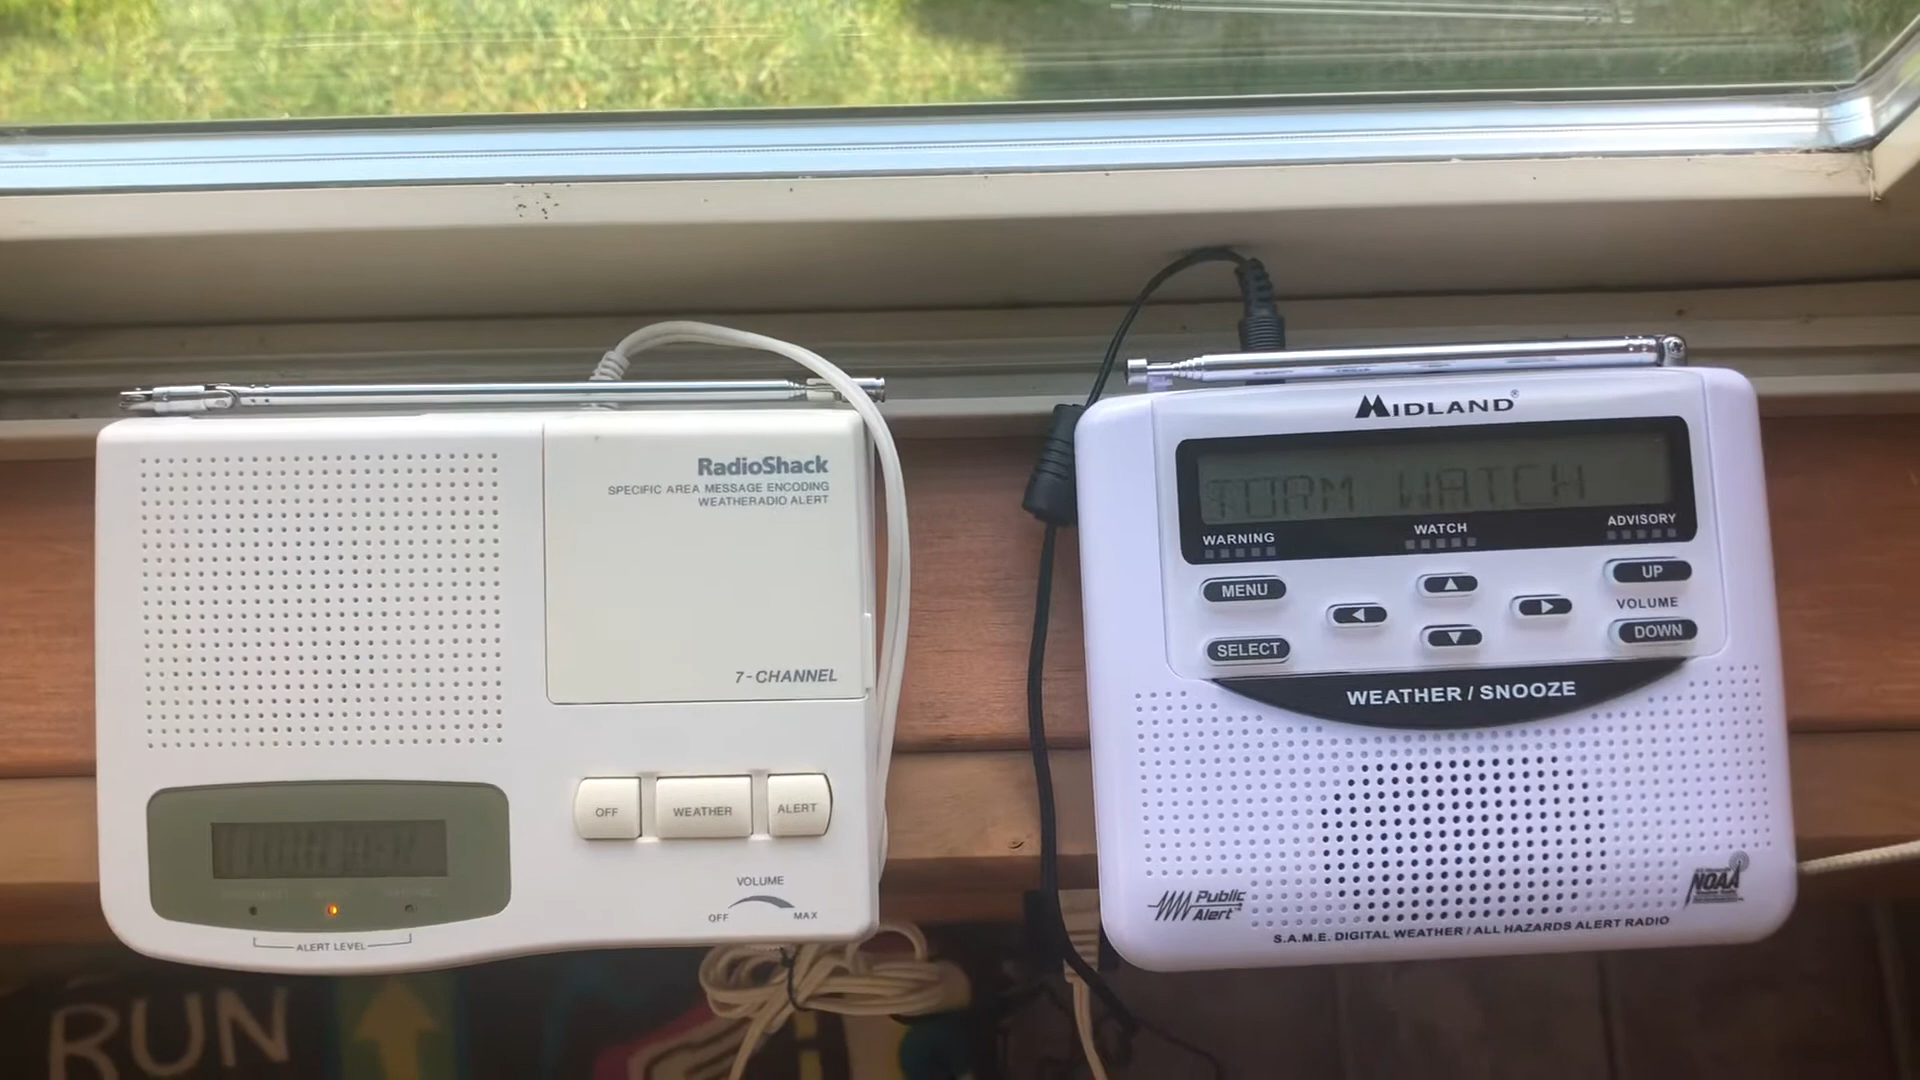 RadioShack
SPECIFIC AREA MESSAGE ENCODING
WEATHERADIO ALERT
7-CHANNEL
OFF
WEATHER
ALERT
VOLUME
OFF
MAX
ALERT LEVEL
RUN
MIDLAND®
TORM WATCH
WARNING
WATCH
ADVISORY
MENU
UP
VOLUME
SELECT
DOWN
WEATHER / SNOOZE
Public
Alert™
NOAA
S.A.M.E. DIGITAL WEATHER / ALL HAZARDS ALERT RADIO